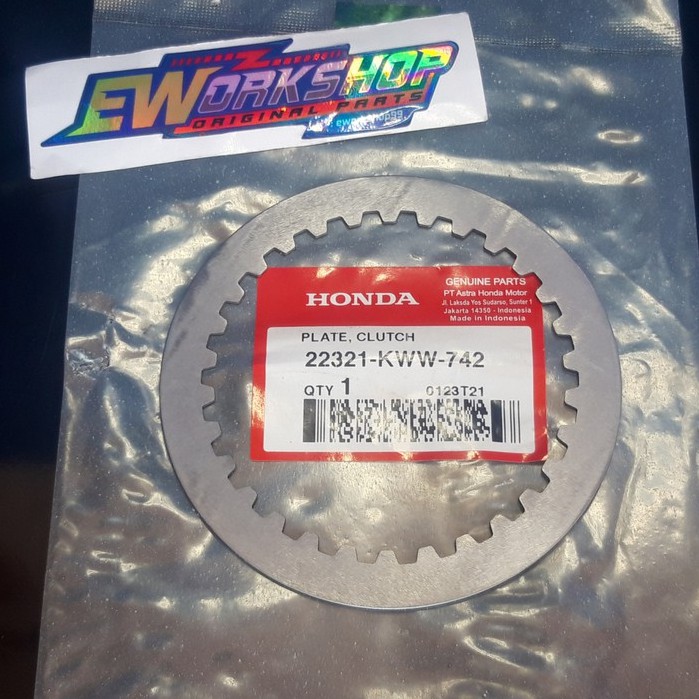 EWORKSHOP
ORIGINAL PARTS
HONDA
GENUINE PARTS
PT Astra Honda Motor
Jl. Laksda Yos Sudarso, Sunter 1
Jakarta 14350 - Indonesia
Made in Indonesia
PLATE, CLUTCH
22321-KWW-742
QTY 1 0123T21